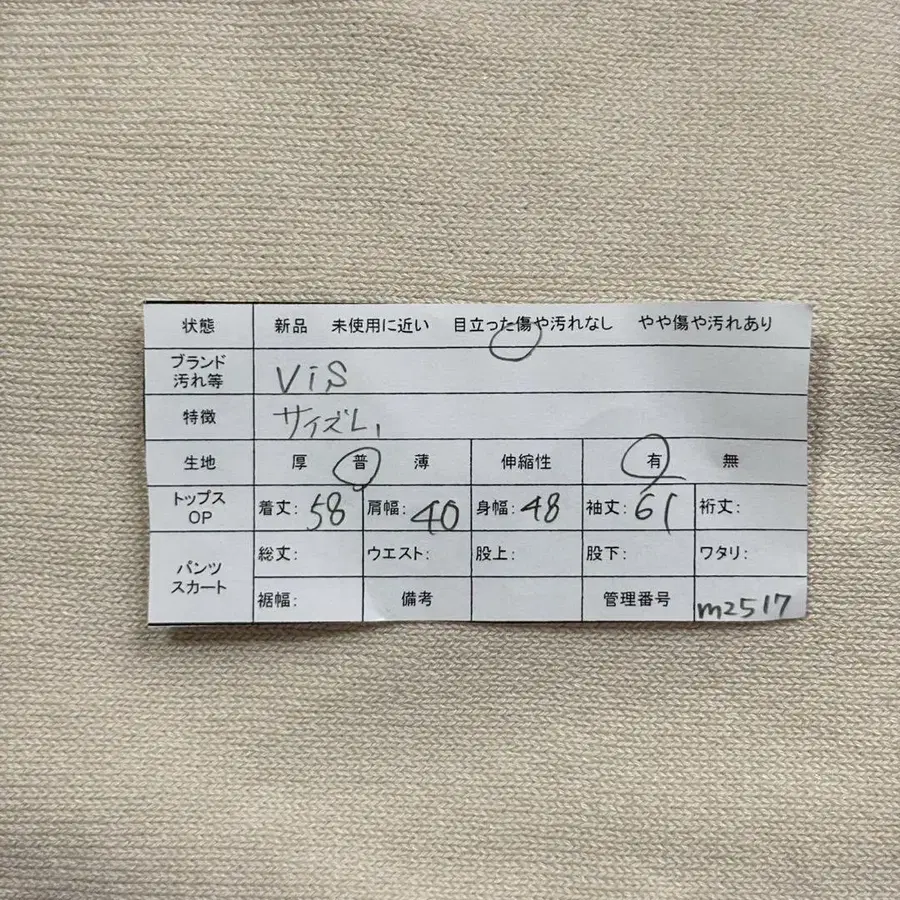 状態 新品 未使用に近い 目立った傷や汚れなし やや傷や汚れあり
ブランド
汚れ等
ViS
特徴 サイズL
生地 厚 普 薄 伸縮性 有 無
トップス
OP
着丈: 58 肩幅: 40 身幅: 48 袖丈: 61 裄丈:
パンツ
スカート
総丈: ウエスト: 股上: 股下: ワタリ:
裾幅: 備考 管理番号 m2517